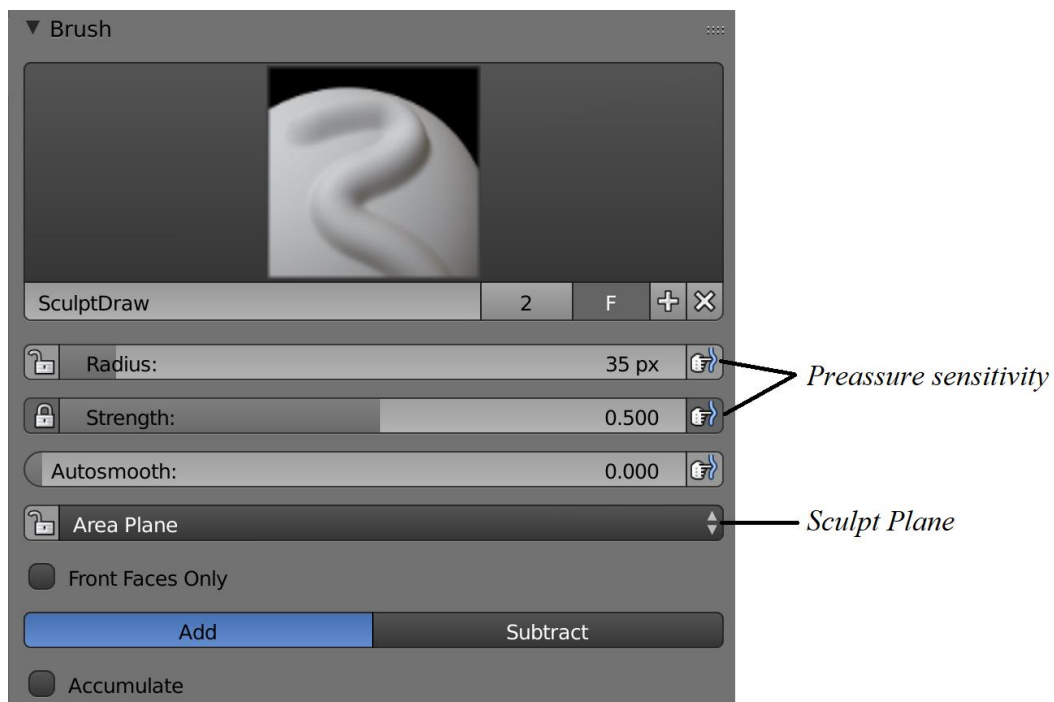 Brush
SculptDraw 2 F
Radius: 35 px
Preassure sensitivity
Strength: 0.500
Autosmooth: 0.000
Area Plane
Sculpt Plane
Front Faces Only
Add Subtract
Accumulate